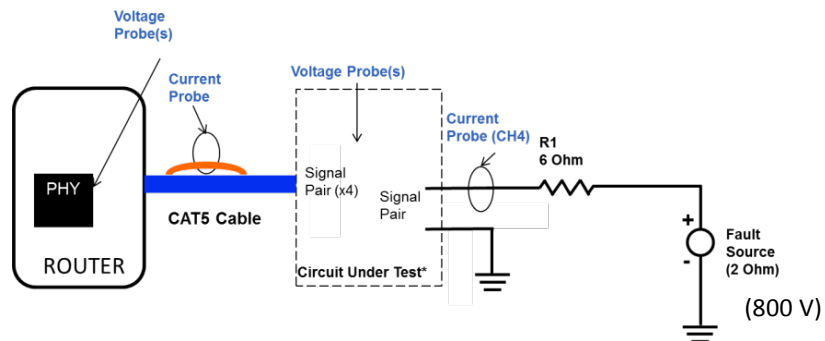 Voltage
Probe(s)
Current
Probe
Voltage Probe(s)
Current
Probe (CH4)
R1
6 Ohm
PHY
Signal
Pair (x4)
Signal
Pair
CAT5 Cable
+
-
Fault
Source
(2 Ohm)
ROUTER
Circuit Under Test*
(800 V)